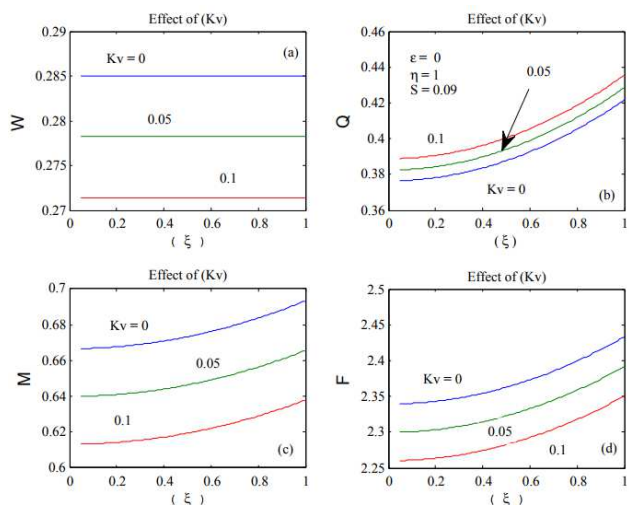 Effect of (Kv)
0.29
(a)
Kv = 0
0.285
0.28
0.05
W
0.275
0.1
0.27
0 0.2 0.4 0.6 0.8 1
( ξ )
Effect of (Kv)
0.46
ε = 0
η = 1
S = 0.09
0.05
0.44
0.42
Q
0.4
0.1
0.38
Kv = 0
(b)
0.36
0 0.2 0.4 0.6 0.8 1
(ξ)
Effect of (Kv)
0.7
Kv = 0
0.68
0.66
0.05
M
0.64
0.1
0.62
(c)
0.6
0 0.2 0.4 0.6 0.8 1
( ξ )
Effect of (Kv)
2.5
2.45
2.4
Kv = 0
F
2.35
0.05
2.3
0.1
(d)
2.25
0 0.2 0.4 0.6 0.8 1
( ξ )